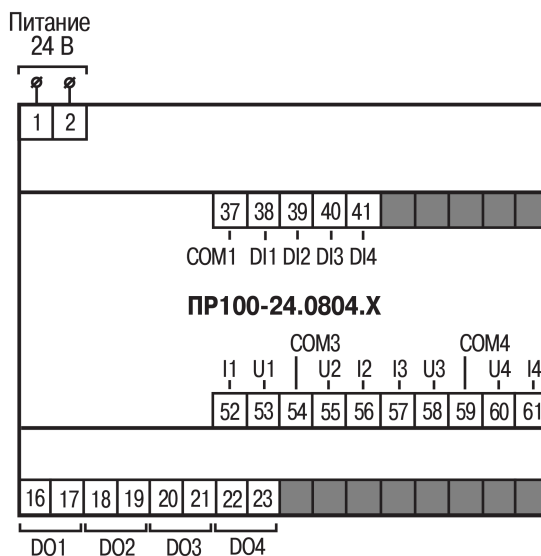 Питание
24 В
1 2
37 38 39 40 41
COM1 DI1 DI2 DI3 DI4
ПР100-24.0804.X
COM3 COM4
I1 U1 U2 I2 I3 U3 U4 I4
52 53 54 55 56 57 58 59 60 61
16 17 18 19 20 21 22 23
DO1 DO2 DO3 DO4